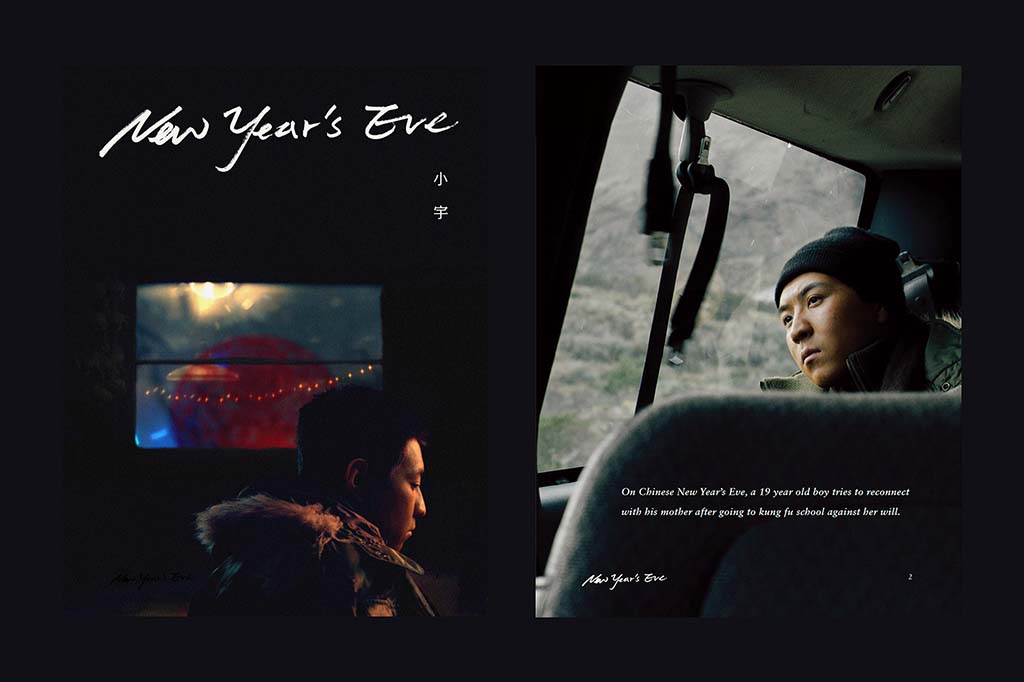 New Year's Eve
小
宇
New Year's Eve
On Chinese New Year's Eve, a 19 year old boy tries to reconnect
with his mother after going to kung fu school against her will.
New Year's Eve
2